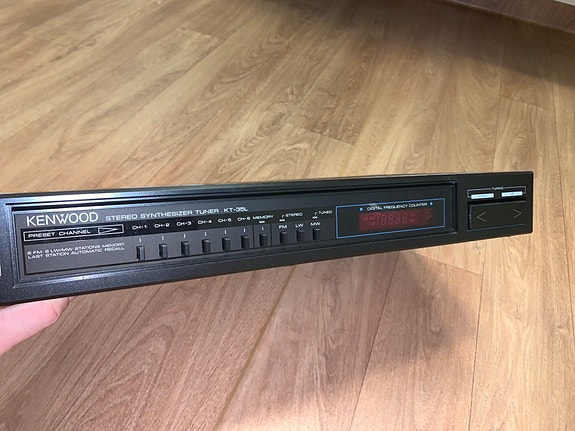 KENWOOD STEREO SYNTHESIZER TUNER KT-35L
PRESET CHANNEL
CH-1 CH-2 CH-3 CH-4 CH-5 CH-6 MEMORY STEREO TUNED
FM LW MW
6 FM 6 LW/MW STATIONS MEMORY
LAST STATION AUTOMATIC RECALL
DIGITAL FREQUENCY COUNTER
TUNING